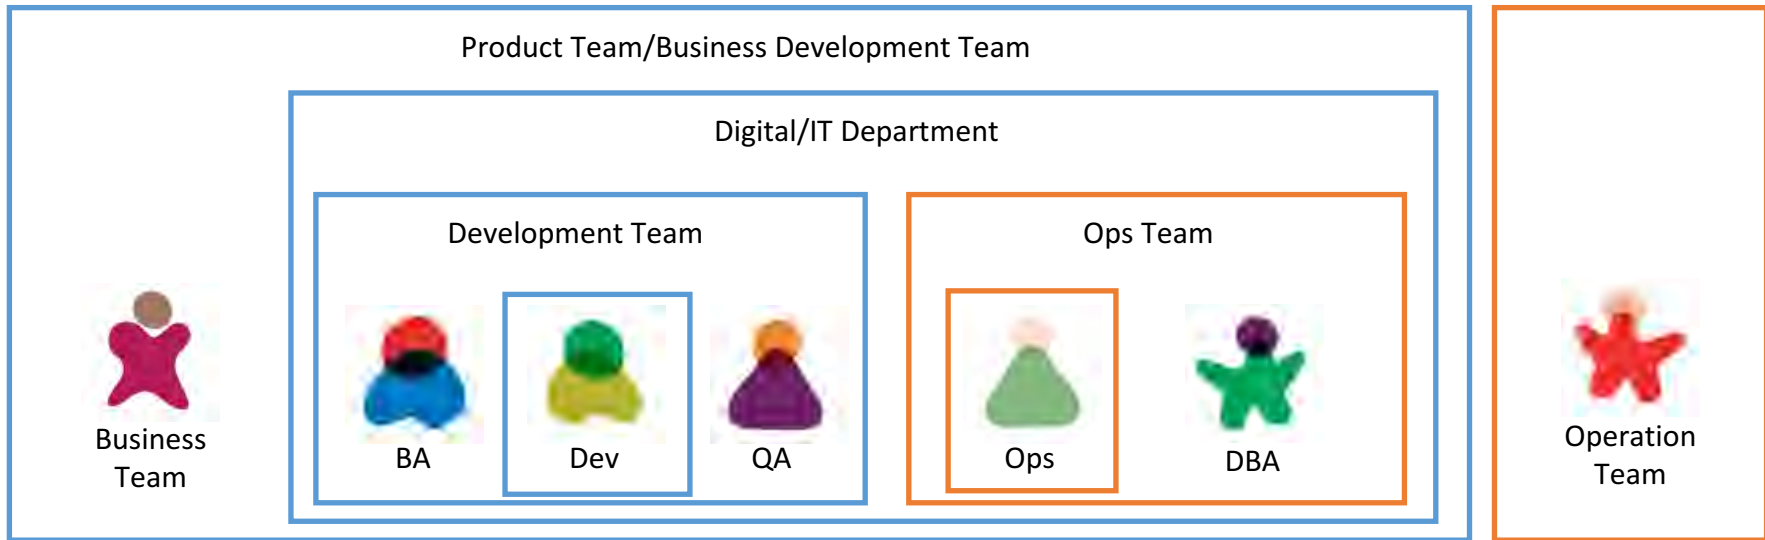 Product Team/Business Development Team
Digital/IT Department
Development Team
Ops Team
Business
Team
BA
Dev
QA
Ops
DBA
Operation
Team